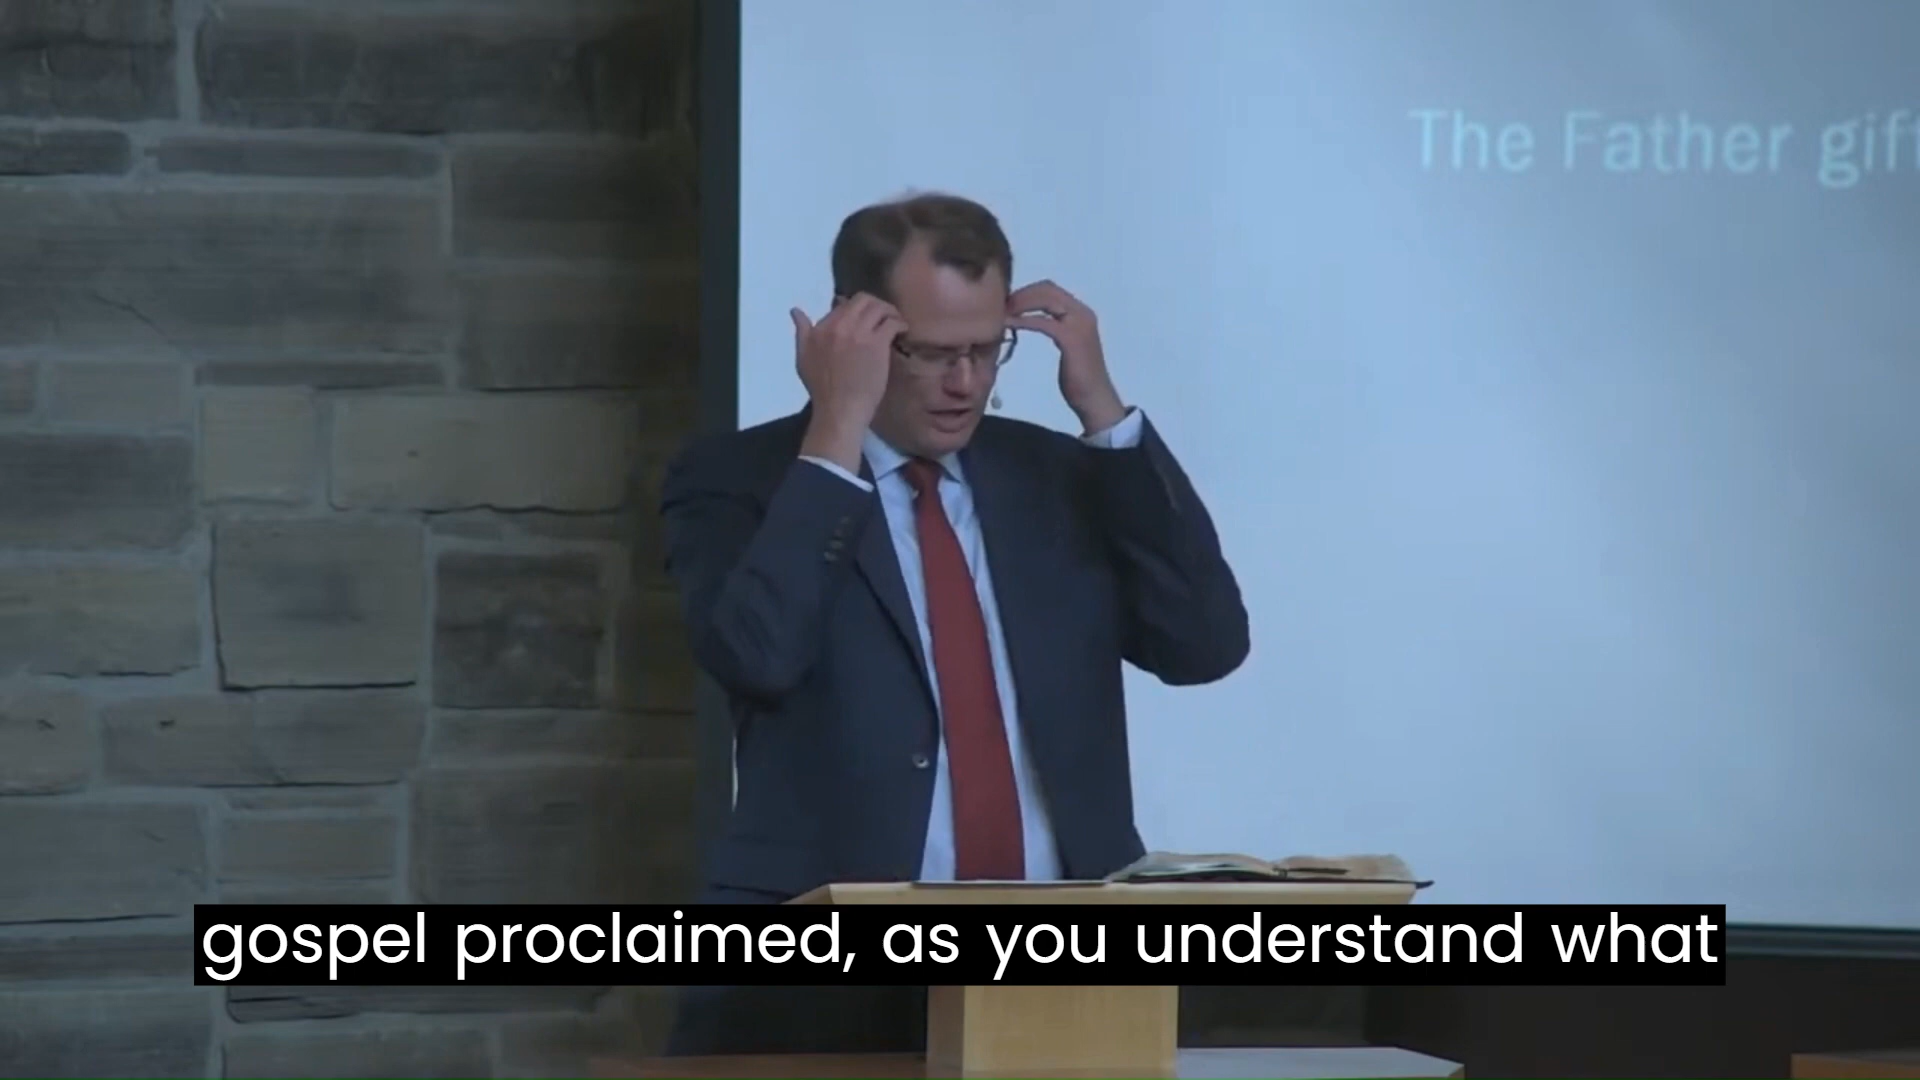 The Father gif
gospel proclaimed, as you understand what